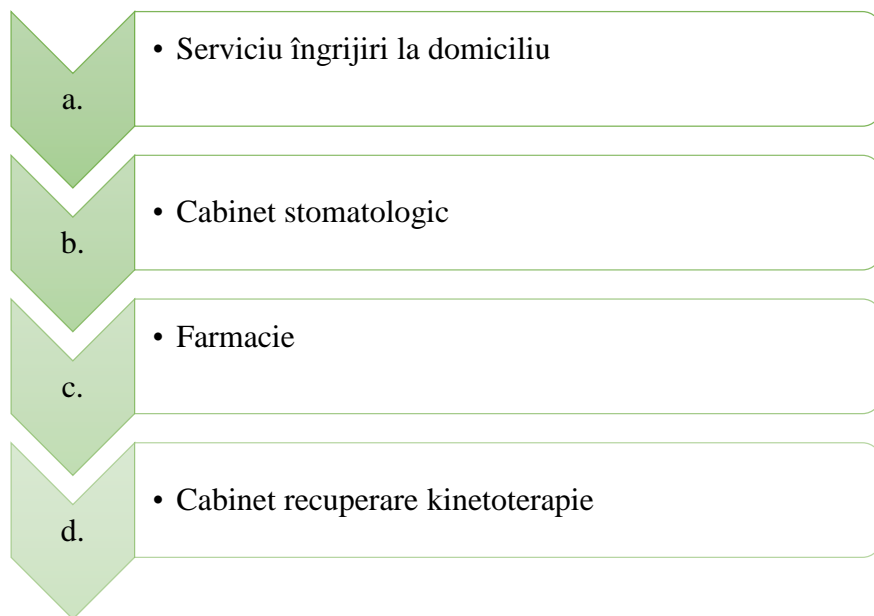 a.
• Serviciu îngrijiri la domiciliu
b.
• Cabinet stomatologic
c.
• Farmacie
d.
• Cabinet recuperare kinetoterapie